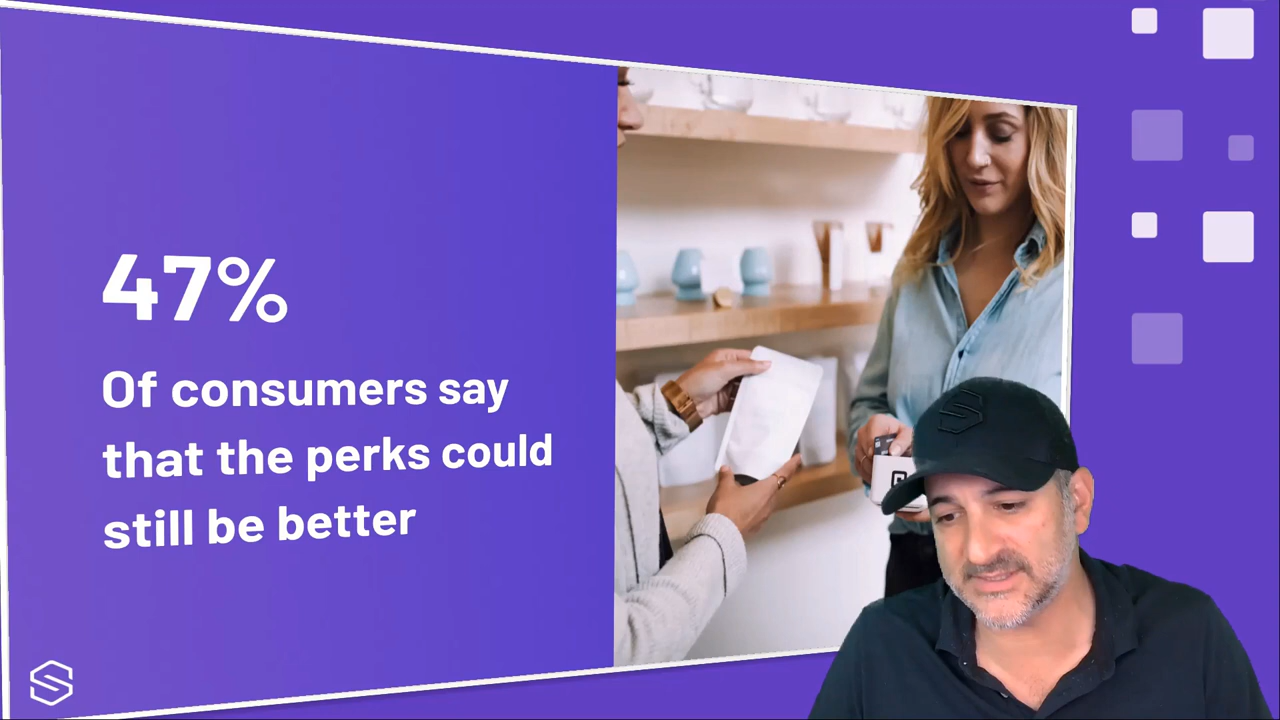 47%
Of consumers say
that the perks could
still be better